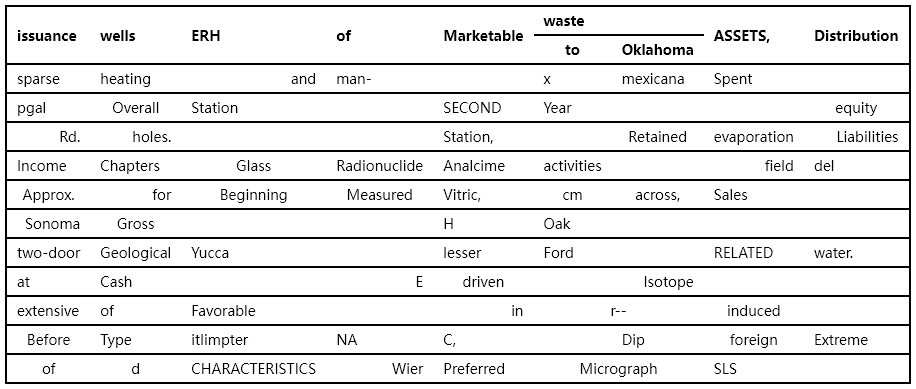 waste
issuance wells ERH of Marketable ASSETS, Distribution
to Oklahoma
sparse heating and man- x mexicana Spent
pgal Overall Station SECOND Year equity
Rd. holes. Station, Retained evaporation Liabilities
Income Chapters Glass Radionuclide Analcime activities field del
Approx. for Beginning Measured Vitric, cm across, Sales
Sonoma Gross H Oak
two-door Geological Yucca lesser Ford RELATED water.
at Cash E driven Isotope
extensive of Favorable in r-- induced
Before Type itlimpter NA C, Dip foreign Extreme
of d CHARACTERISTICS Wier Preferred Micrograph SLS